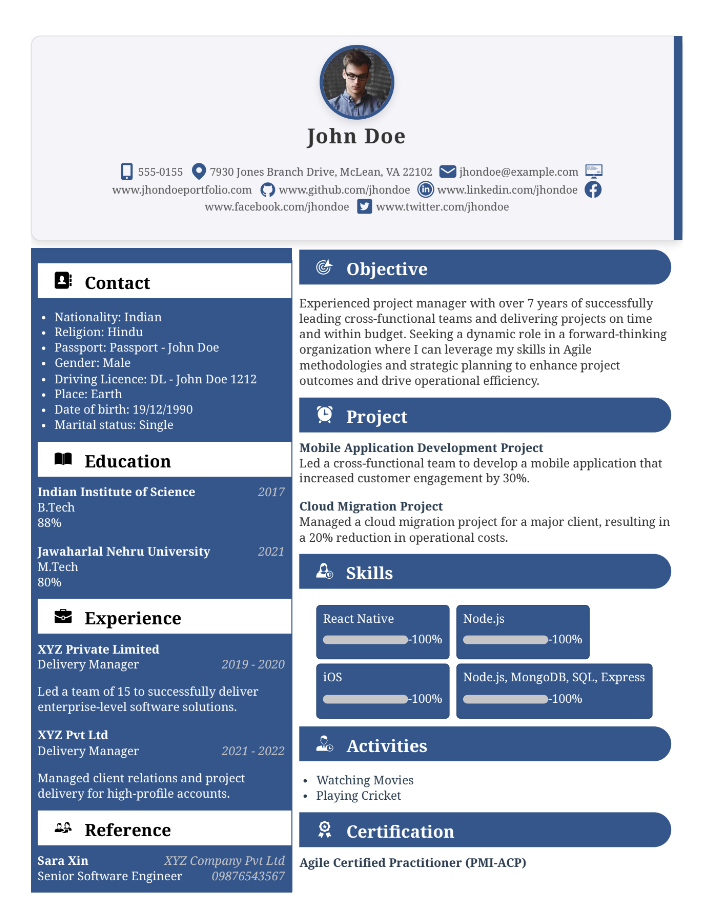 John Doe
555-0155 7930 Jones Branch Drive, McLean, VA 22102 jhondoe@example.com
www.jhondoeportfolio.com www.github.com/jhondoe www.linkedin.com/jhondoe
www.facebook.com/jhondoe www.twitter.com/jhondoe
Contact
• Nationality: Indian
• Religion: Hindu
• Passport: Passport - John Doe
• Gender: Male
• Driving Licence: DL - John Doe 1212
• Place: Earth
• Date of birth: 19/12/1990
• Marital status: Single
Education
Indian Institute of Science 2017
B.Tech
88%
Jawaharlal Nehru University 2021
M.Tech
80%
Experience
XYZ Private Limited
Delivery Manager 2019 - 2020
Led a team of 15 to successfully deliver
enterprise-level software solutions.
XYZ Pvt Ltd
Delivery Manager 2021 - 2022
Managed client relations and project
delivery for high-profile accounts.
Reference
Sara Xin XYZ Company Pvt Ltd
Senior Software Engineer 09876543567
Objective
Experienced project manager with over 7 years of successfully
leading cross-functional teams and delivering projects on time
and within budget. Seeking a dynamic role in a forward-thinking
organization where I can leverage my skills in Agile
methodologies and strategic planning to enhance project
outcomes and drive operational efficiency.
Project
Mobile Application Development Project
Led a cross-functional team to develop a mobile application that
increased customer engagement by 30%.
Cloud Migration Project
Managed a cloud migration project for a major client, resulting in
a 20% reduction in operational costs.
Skills
React Native
-100%
Node.js
-100%
iOS
-100%
Node.js, MongoDB, SQL, Express
-100%
Activities
• Watching Movies
• Playing Cricket
Certification
Agile Certified Practitioner (PMI-ACP)